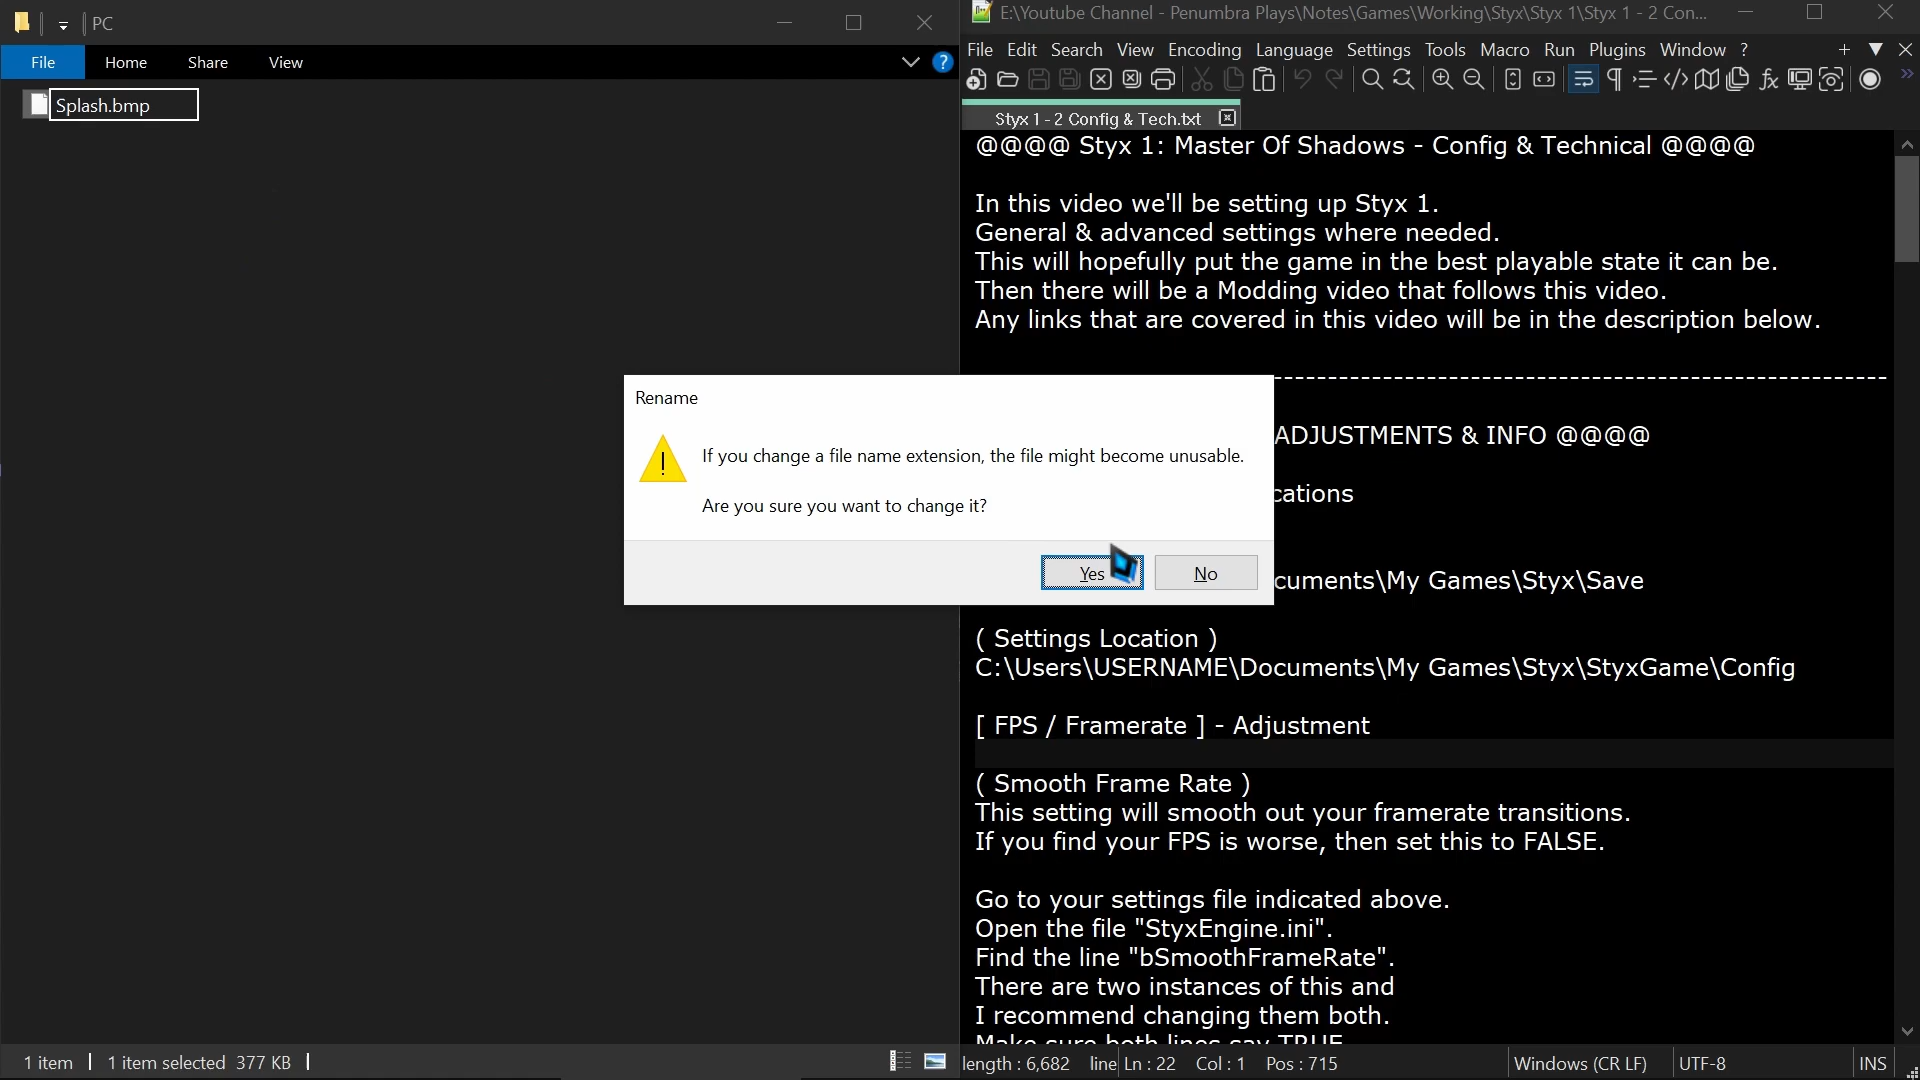 PC
File Home Share View
Splash.bmp
1 item 1 item selected 377 KB
E:\Youtube Channel - Penumbra Plays\Notes\Games\Working\Styx\Styx 1\Styx 1 - 2 Con...
File Edit Search View Encoding Language Settings Tools Macro Run Plugins Window ?
Styx 1 - 2 Config & Tech.txt
@@@@ Styx 1: Master Of Shadows - Config & Technical @@@@
In this video we'll be setting up Styx 1.
General & advanced settings where needed.
This will hopefully put the game in the best playable state it can be.
Then there will be a Modding video that follows this video.
Any links that are covered in this video will be in the description below.
---------------------------------------------------------
ADJUSTMENTS & INFO @@@@
cations
cuments\My Games\Styx\Save
( Settings Location )
C:\Users\USERNAME\Documents\My Games\Styx\StyxGame\Config
[ FPS / Framerate ] - Adjustment
( Smooth Frame Rate )
This setting will smooth out your framerate transitions.
If you find your FPS is worse, then set this to FALSE.
Go to your settings file indicated above.
Open the file "StyxEngine.ini".
Find the line "bSmoothFrameRate".
There are two instances of this and
I recommend changing them both.
Make sure both lines say TRUE
length : 6,682 line Ln : 22 Col : 1 Pos : 715 Windows (CR LF) UTF-8 INS
Rename
If you change a file name extension, the file might become unusable.
Are you sure you want to change it?
Yes No